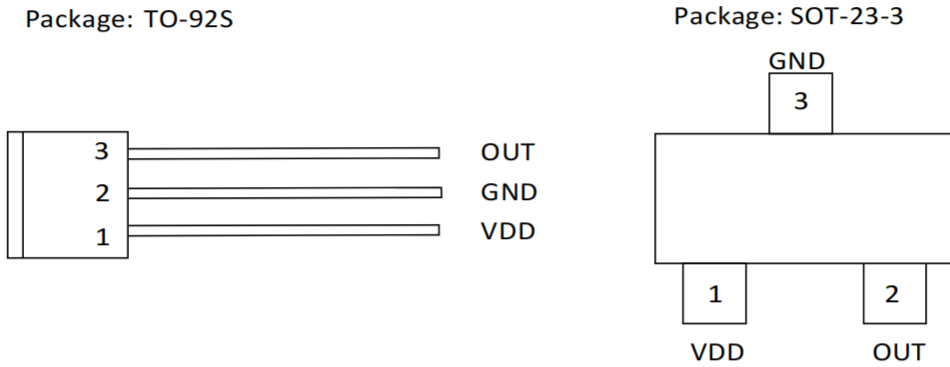 Package: TO-92S
3 OUT
2 GND
1 VDD
Package: SOT-23-3
GND
3
1 2
VDD OUT